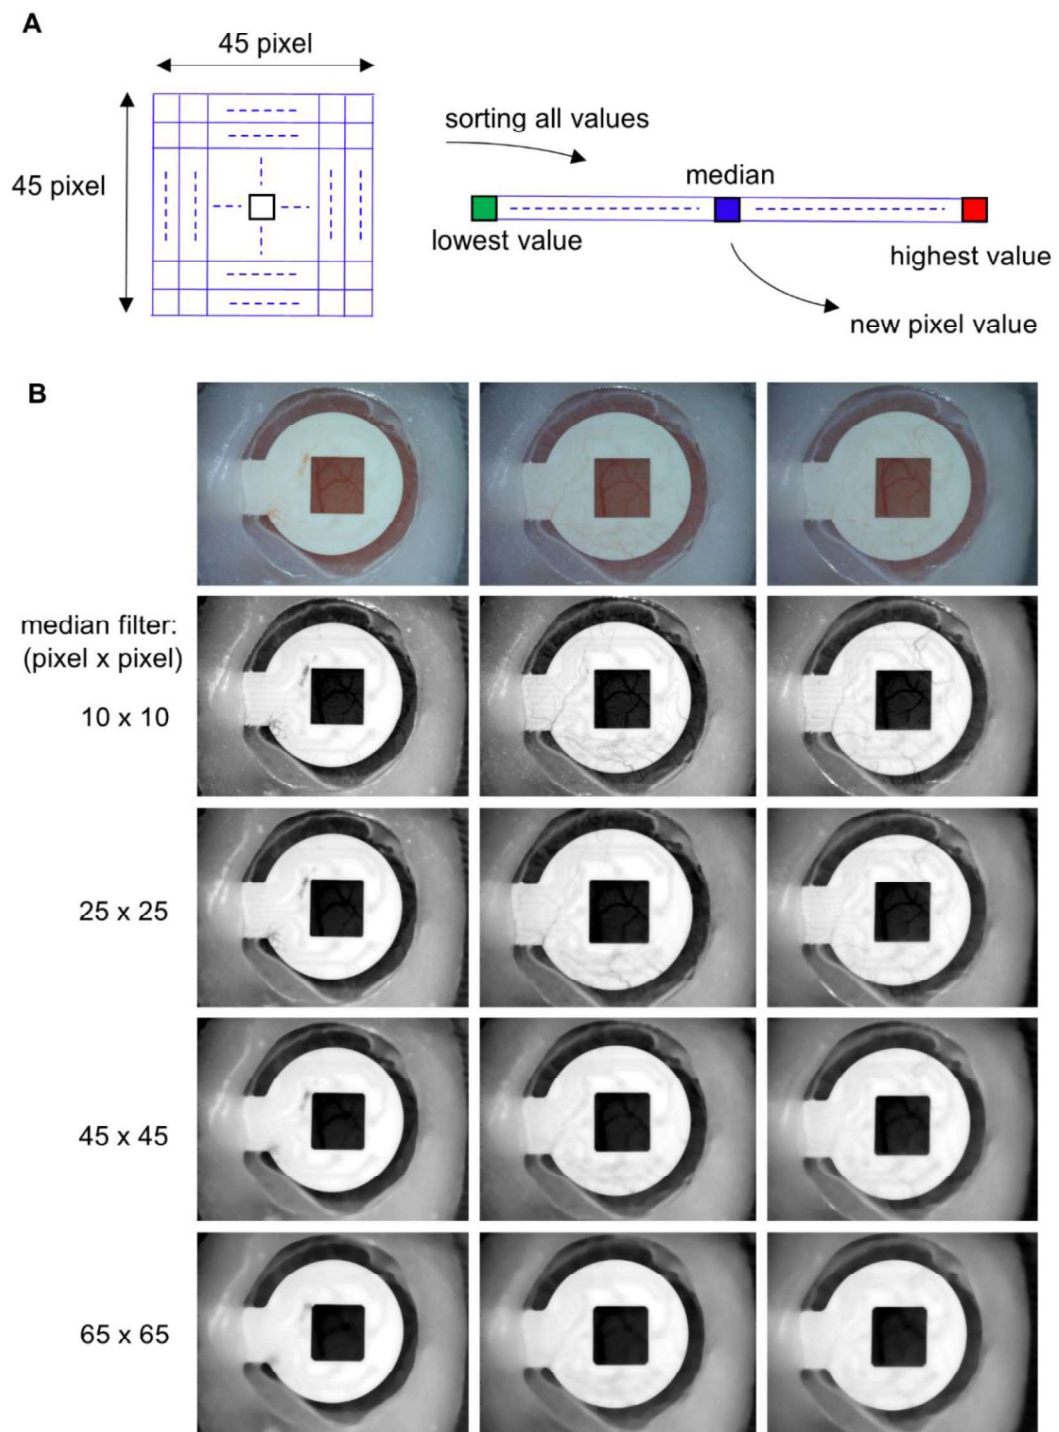 A
45 pixel
45 pixel
sorting all values
median
lowest value
highest value
new pixel value
B
median filter:
(pixel x pixel)
10 x 10
25 x 25
45 x 45
65 x 65